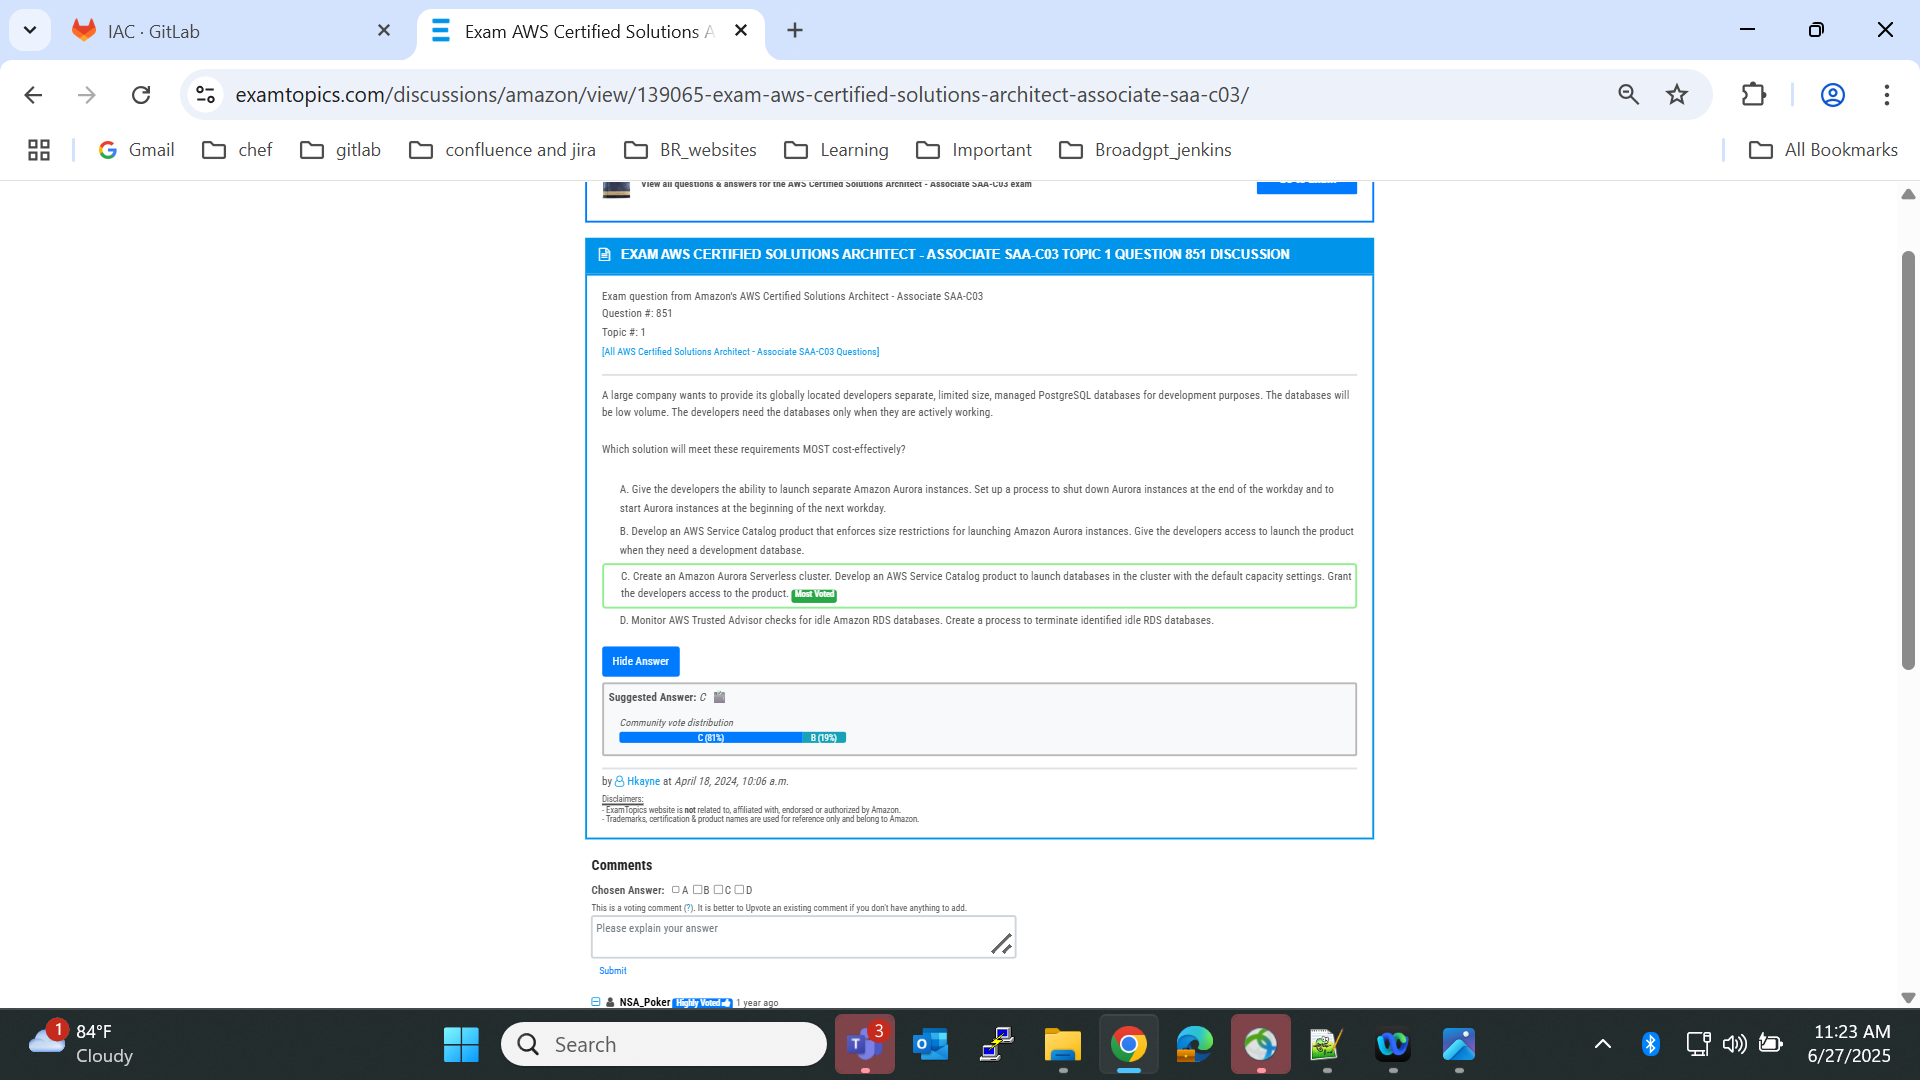 IAC · GitLab
Exam AWS Certified Solutions A
examtopics.com/discussions/amazon/view/139065-exam-aws-certified-solutions-architect-associate-saa-c03/
Gmail chef gitlab confluence and jira BR_websites Learning Important Broadgpt_jenkins All Bookmarks
View all questions & answers for the AWS Certified Solutions Architect - Associate SAA-C03 exam
EXAM AWS CERTIFIED SOLUTIONS ARCHITECT - ASSOCIATE SAA-C03 TOPIC 1 QUESTION 851 DISCUSSION
Exam question from Amazon's AWS Certified Solutions Architect - Associate SAA-C03
Question #: 851
Topic #: 1
[All AWS Certified Solutions Architect - Associate SAA-C03 Questions]
A large company wants to provide its globally located developers separate, limited size, managed PostgreSQL databases for development purposes. The databases will
be low volume. The developers need the databases only when they are actively working.
Which solution will meet these requirements MOST cost-effectively?
A. Give the developers the ability to launch separate Amazon Aurora instances. Set up a process to shut down Aurora instances at the end of the workday and to
start Aurora instances at the beginning of the next workday.
B. Develop an AWS Service Catalog product that enforces size restrictions for launching Amazon Aurora instances. Give the developers access to launch the product
when they need a development database.
C. Create an Amazon Aurora Serverless cluster. Develop an AWS Service Catalog product to launch databases in the cluster with the default capacity settings. Grant
the developers access to the product. Most Voted
D. Monitor AWS Trusted Advisor checks for idle Amazon RDS databases. Create a process to terminate identified idle RDS databases.
Hide Answer
Suggested Answer: C
Community vote distribution
C (81%) B (19%)
by Hkayne at April 18, 2024, 10:06 a.m.
Disclaimers:
- ExamTopics website is not related to, affiliated with, endorsed or authorized by Amazon.
- Trademarks, certification & product names are used for reference only and belong to Amazon.
Comments
Chosen Answer: A B C D
This is a voting comment (?). It is better to Upvote an existing comment if you don't have anything to add.
Please explain your answer
Submit
NSA_Poker Highly Voted 1 year ago
1
84°F
Cloudy
Search
3
11:23 AM
6/27/2025